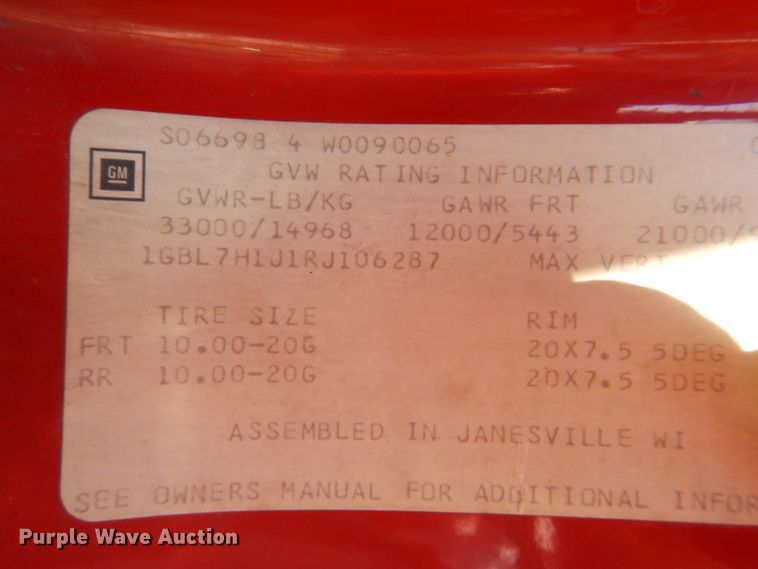 S06698 4 W0090065
GM
GVW RATING INFORMATION
GVWR-LB/KG GAWR FRT GAWR
33000/14968 12000/5443 21000/
1GBL7H1J1RJ106287 MAX
TIRE SIZE RIM
FRT 10.00-20G 20X7.5 5DEG
RR 10.00-20G 20X7.5 5DEG
ASSEMBLED IN JANESVILLE WI
SEE OWNERS MANUAL FOR ADDITIONAL
Purple Wave Auction